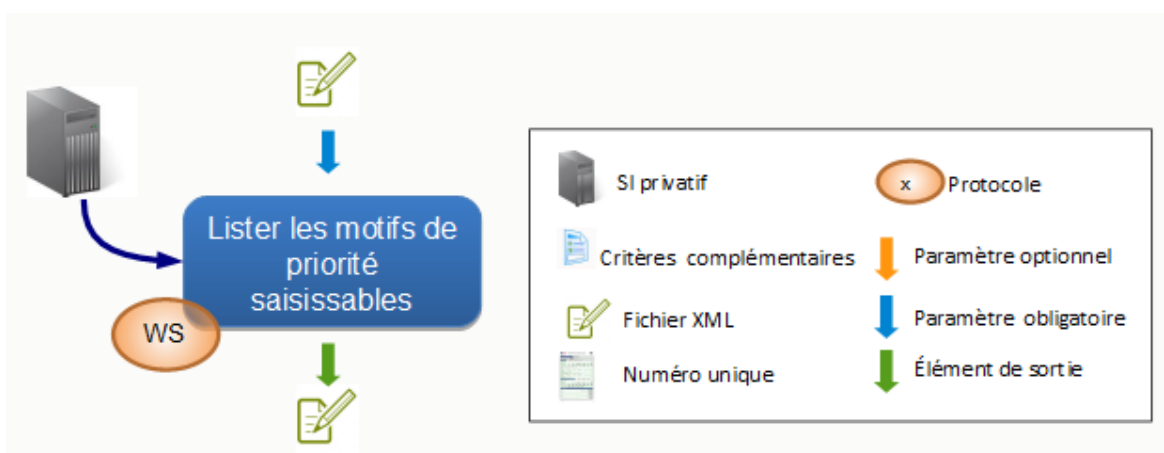 Lister les motifs de
priorité
saisissables
WS
SI privatif
x Protocole
Critères complémentaires
Paramètre optionnel
Fichier XML
Paramètre obligatoire
Numéro unique
Élément de sortie